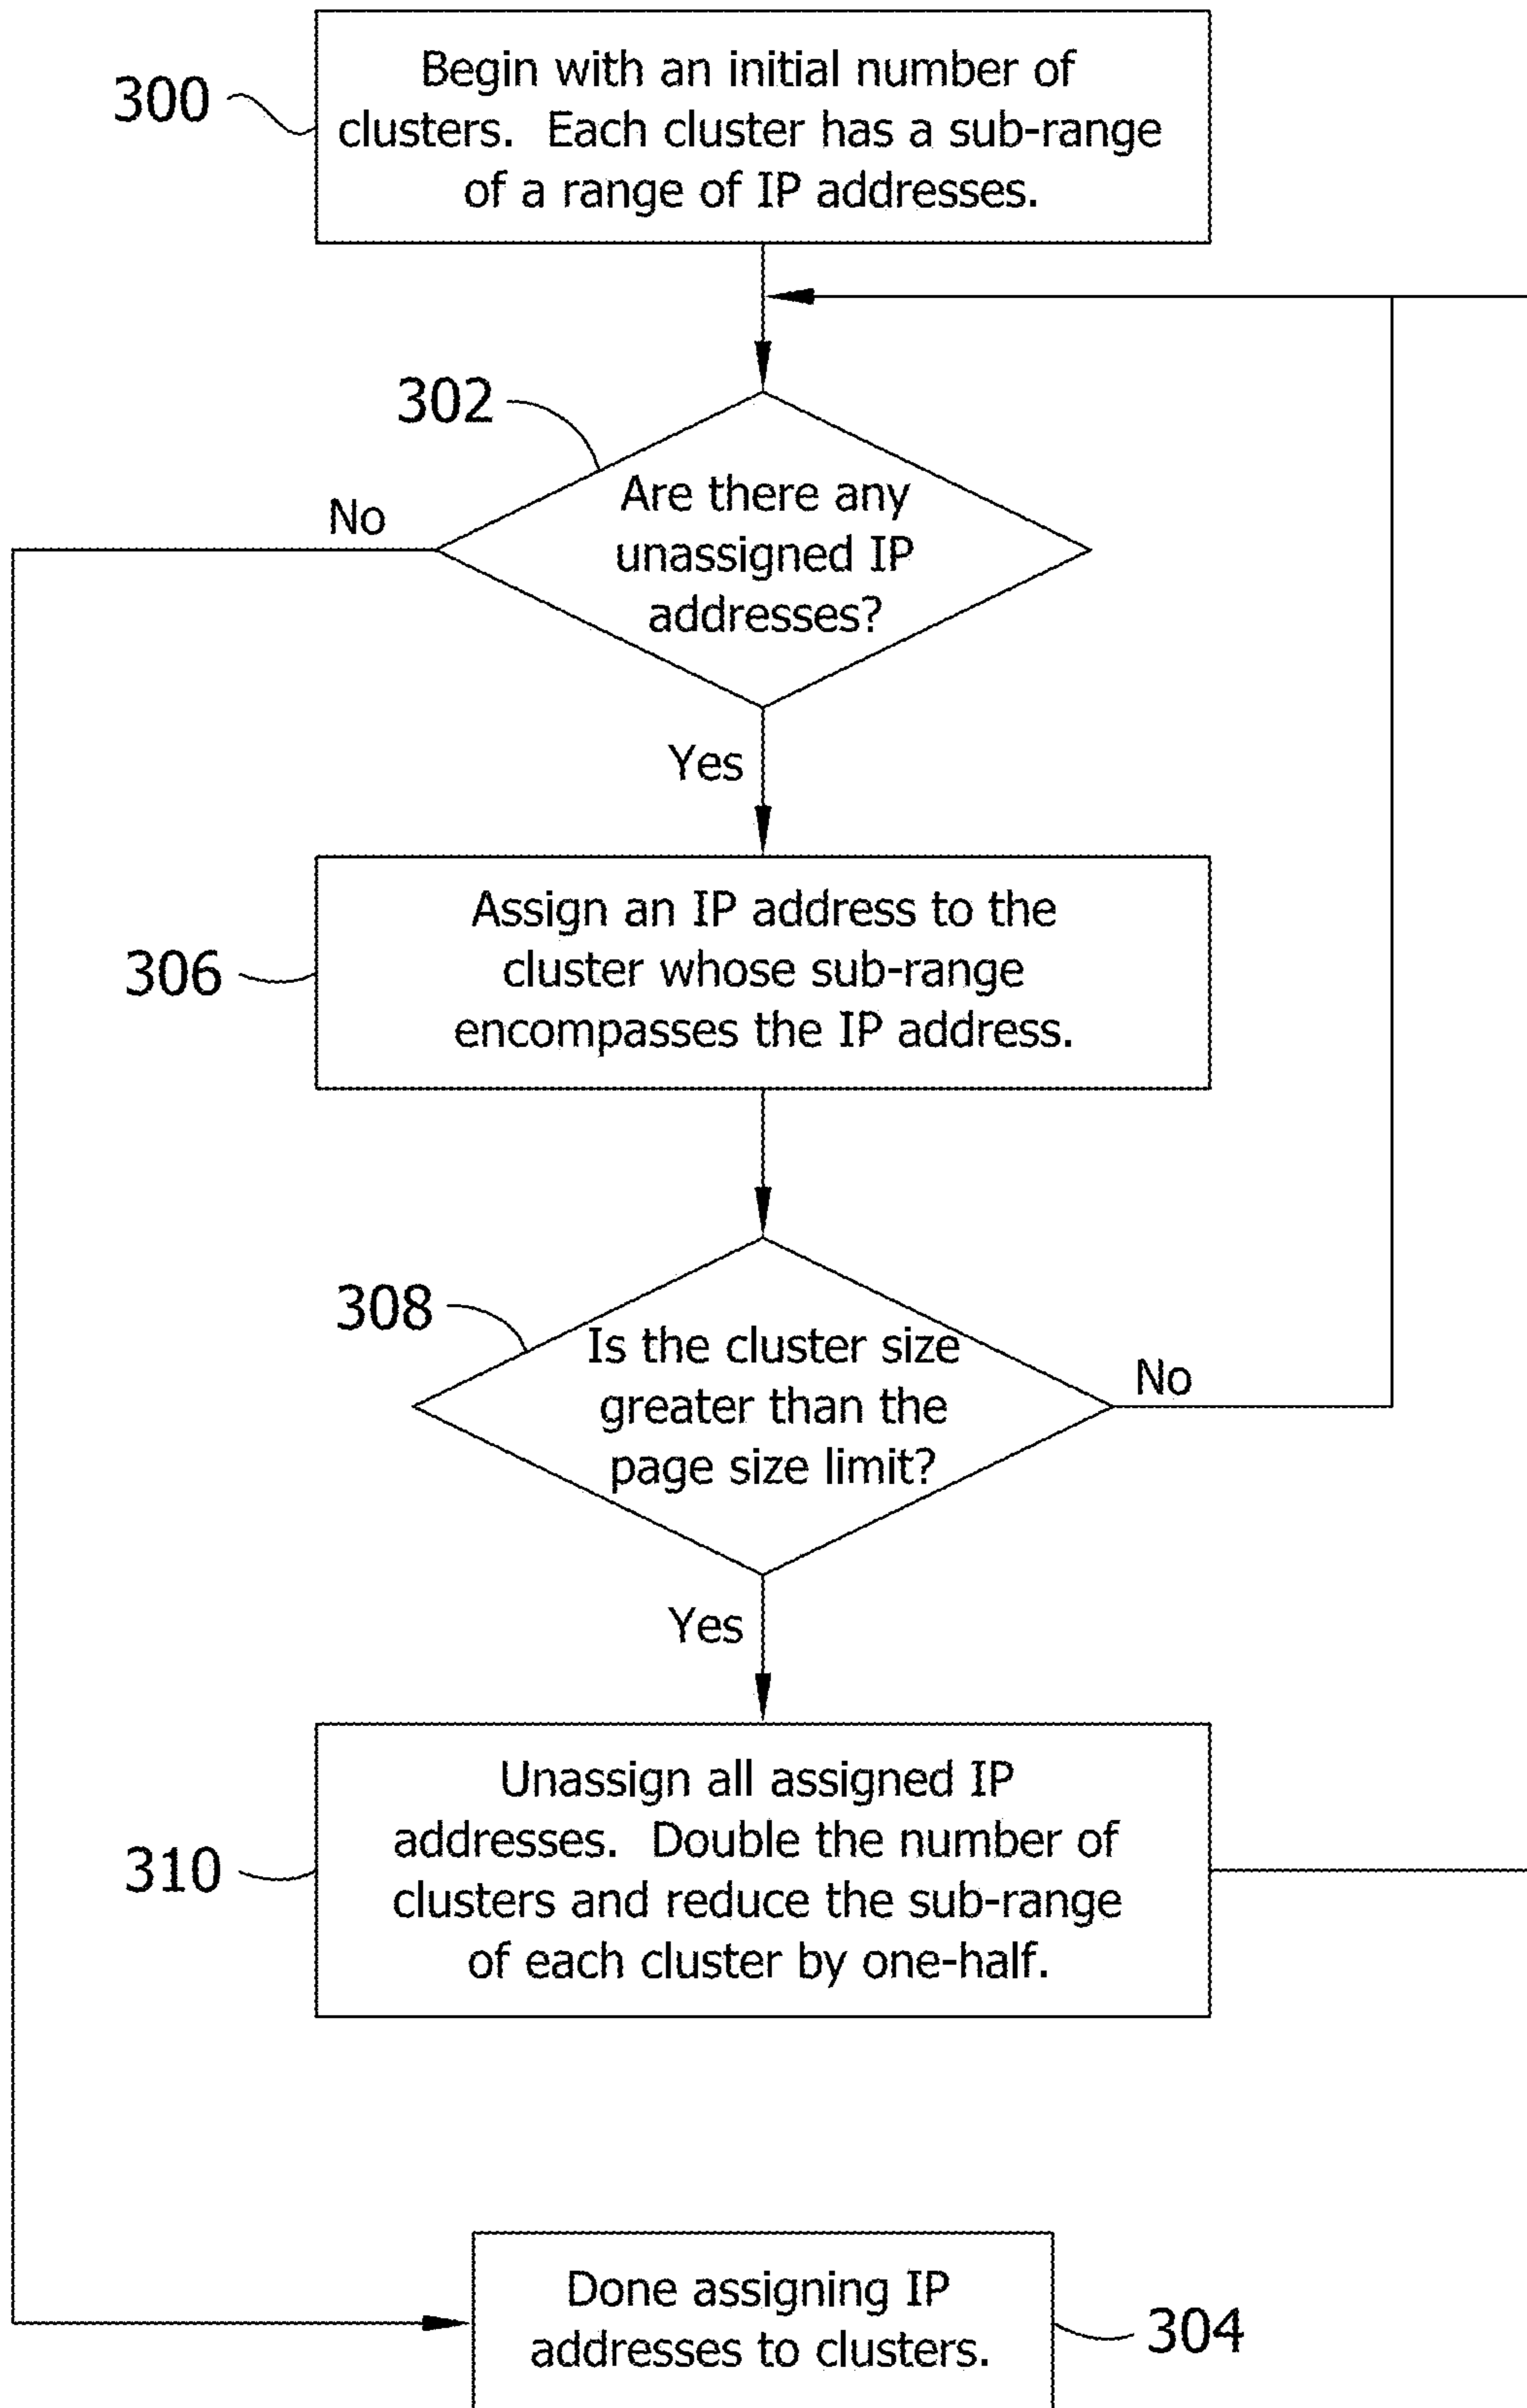 300
Begin with an initial number of
clusters.  Each cluster has a sub-range
of a range of IP addresses.
302
Are there any
unassigned IP
addresses?
No
Yes
306
Assign an IP address to the
cluster whose sub-range
encompasses the IP address.
308
Is the cluster size
greater than the
page size limit?
No
Yes
310
Unassign all assigned IP
addresses.  Double the number of
clusters and reduce the sub-range
of each cluster by one-half.
Done assigning IP
addresses to clusters.
304